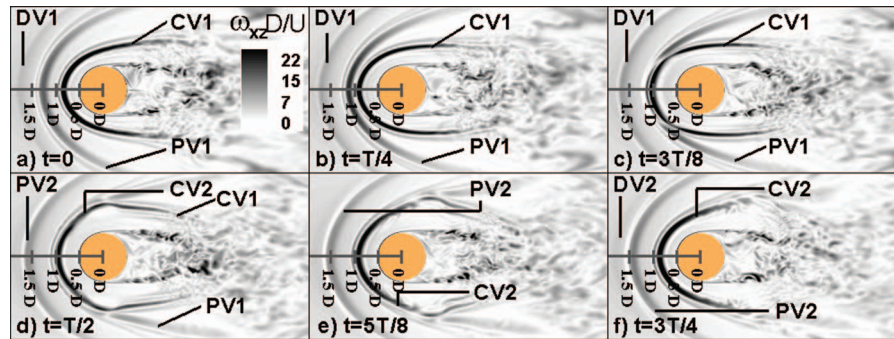 DV1
CV1
ω_xz D/U
22
15
7
0
1.5 D
1 D
0.5 D
0 D
PV1
a) t=0
DV1
CV1
1.5 D
1 D
0.5 D
0 D
PV1
b) t=T/4
DV1
CV1
1.5 D
1 D
0.5 D
0 D
PV1
c) t=3T/8
PV2
CV2
CV1
1.5 D
1 D
0.5 D
0 D
PV1
d) t=T/2
PV2
1.5 D
1 D
0.5 D
0 D
CV2
e) t=5T/8
DV2
CV2
1.5 D
1 D
0.5 D
0 D
PV2
f) t=3T/4